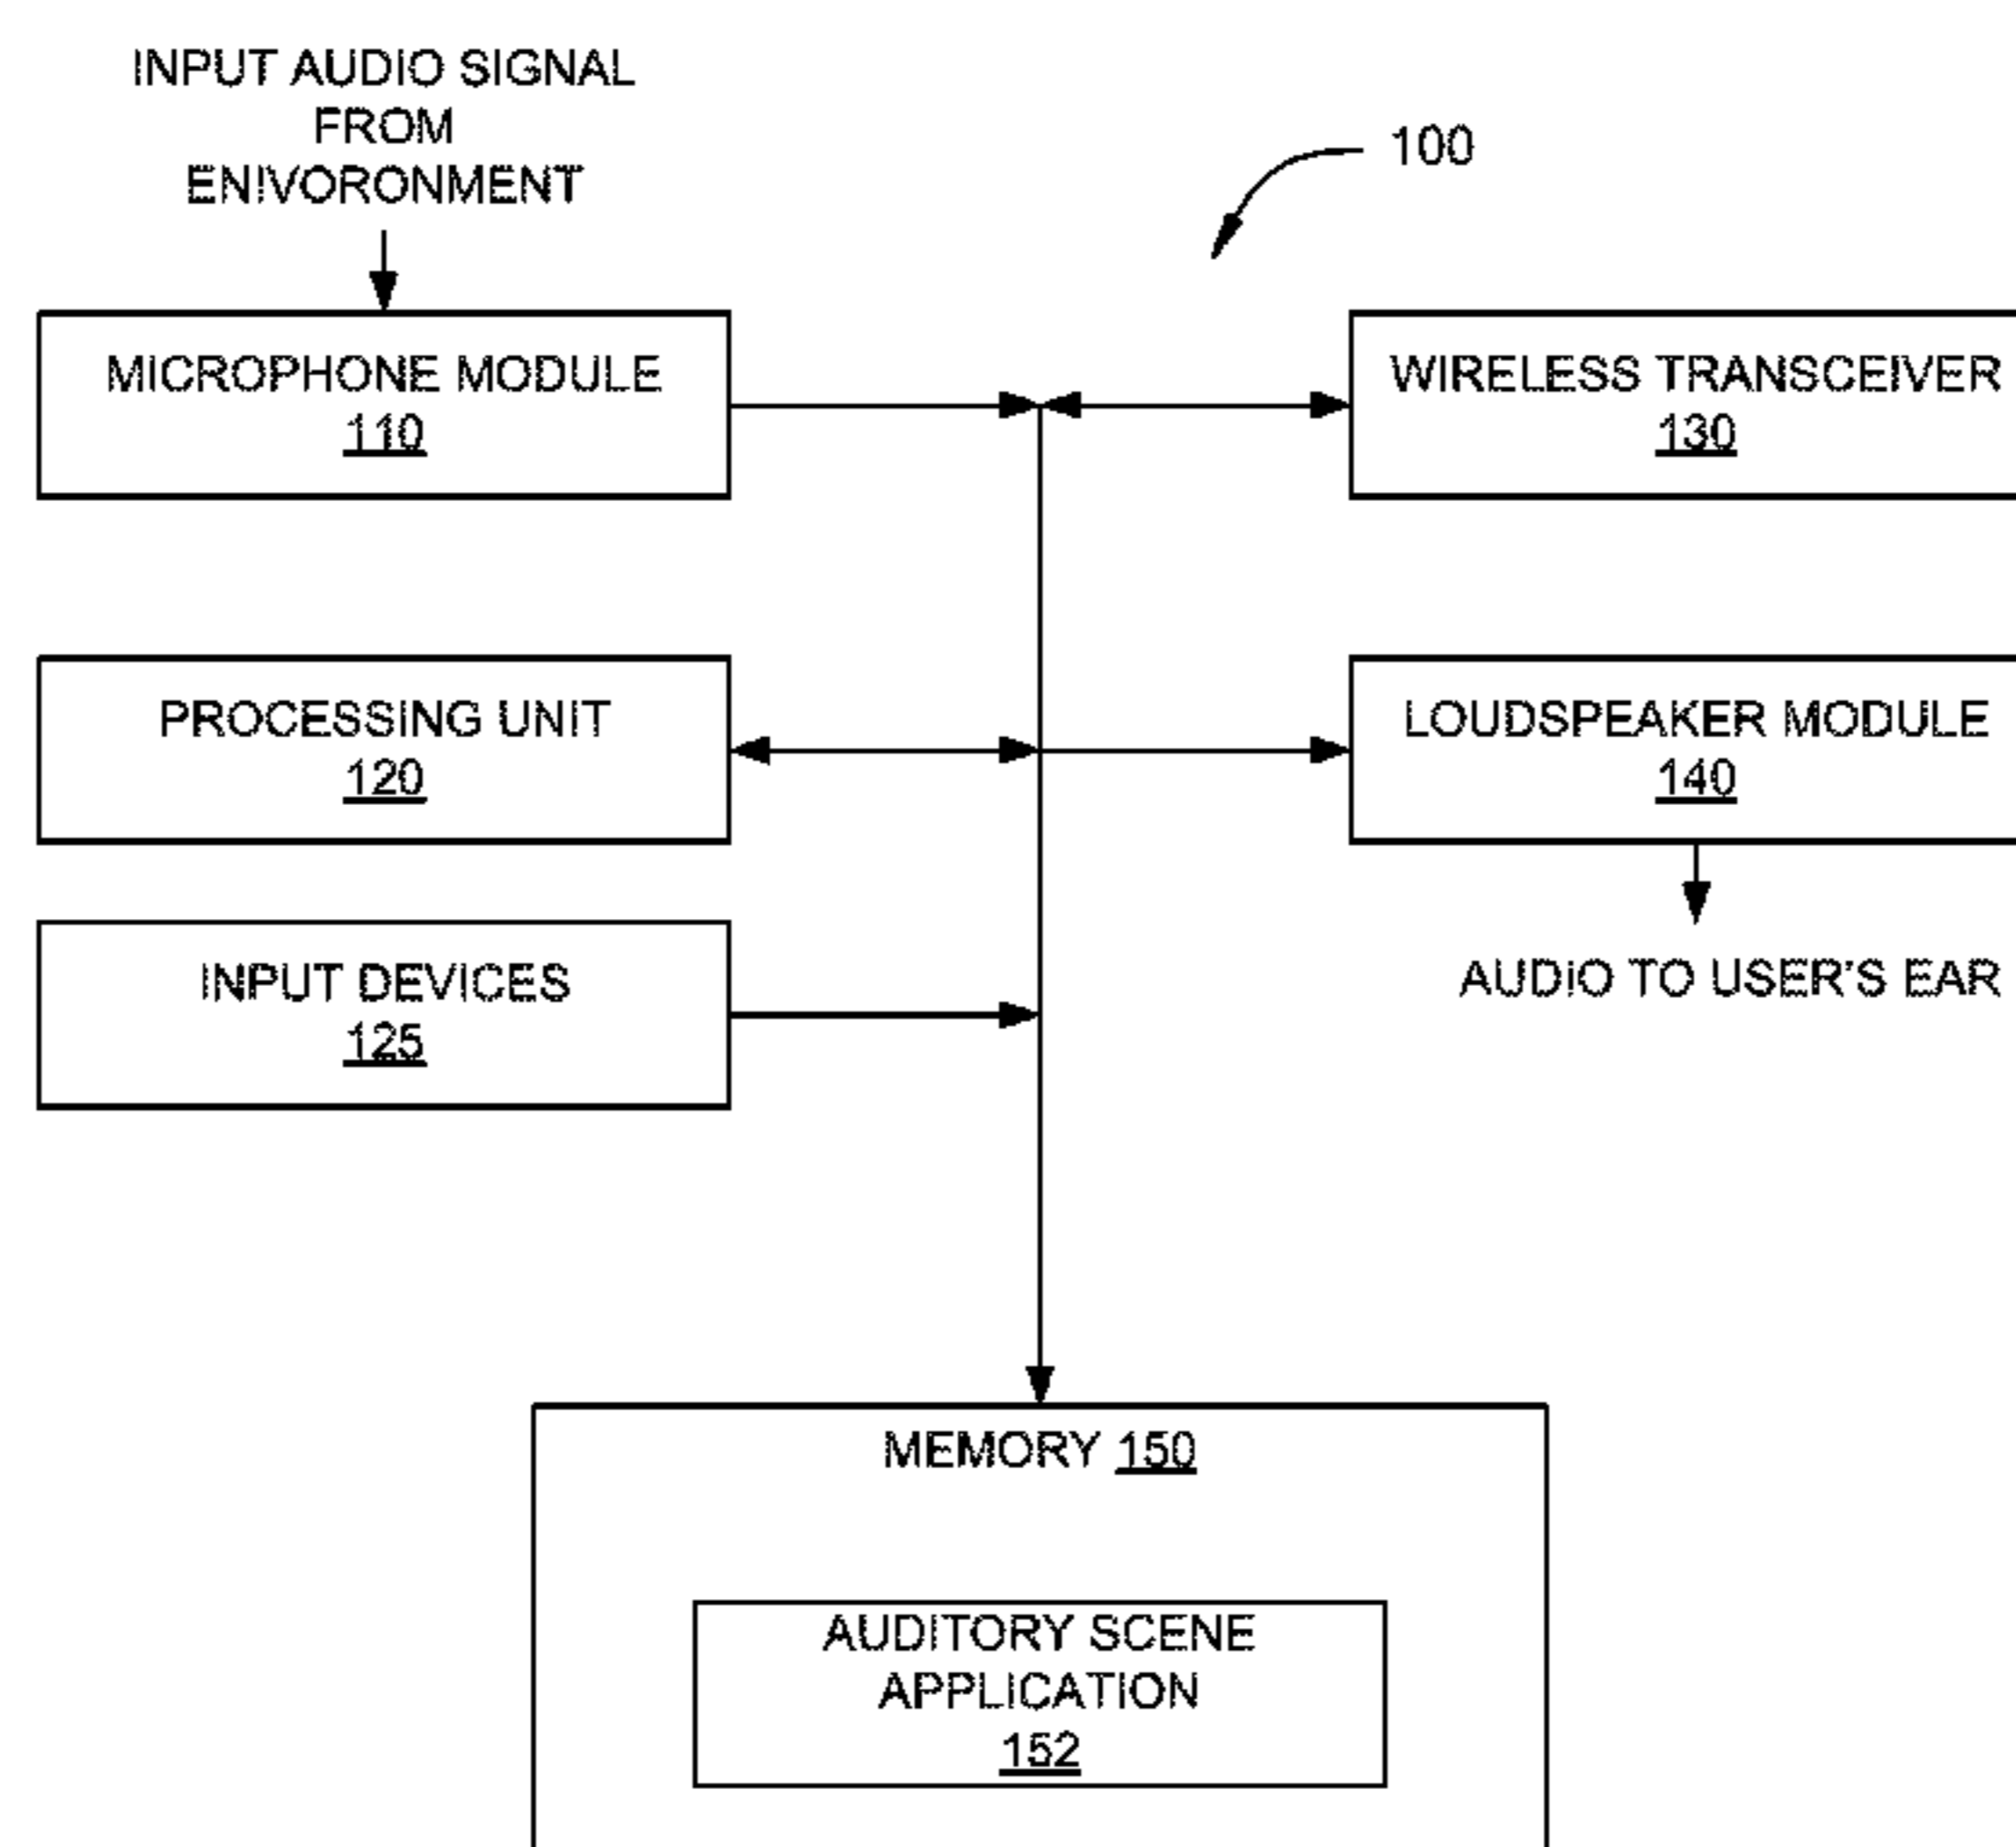 INPUT AUDIO SIGNAL
FROM
ENIVORONMENT
100
MICROPHONE MODULE
110
WIRELESS TRANSCEIVER
130
PROCESSING UNIT
120
LOUDSPEAKER MODULE
140
INPUT DEVICES
125
AUDIO TO USER'S EAR
MEMORY 150
AUDITORY SCENE
APPLICATION
152